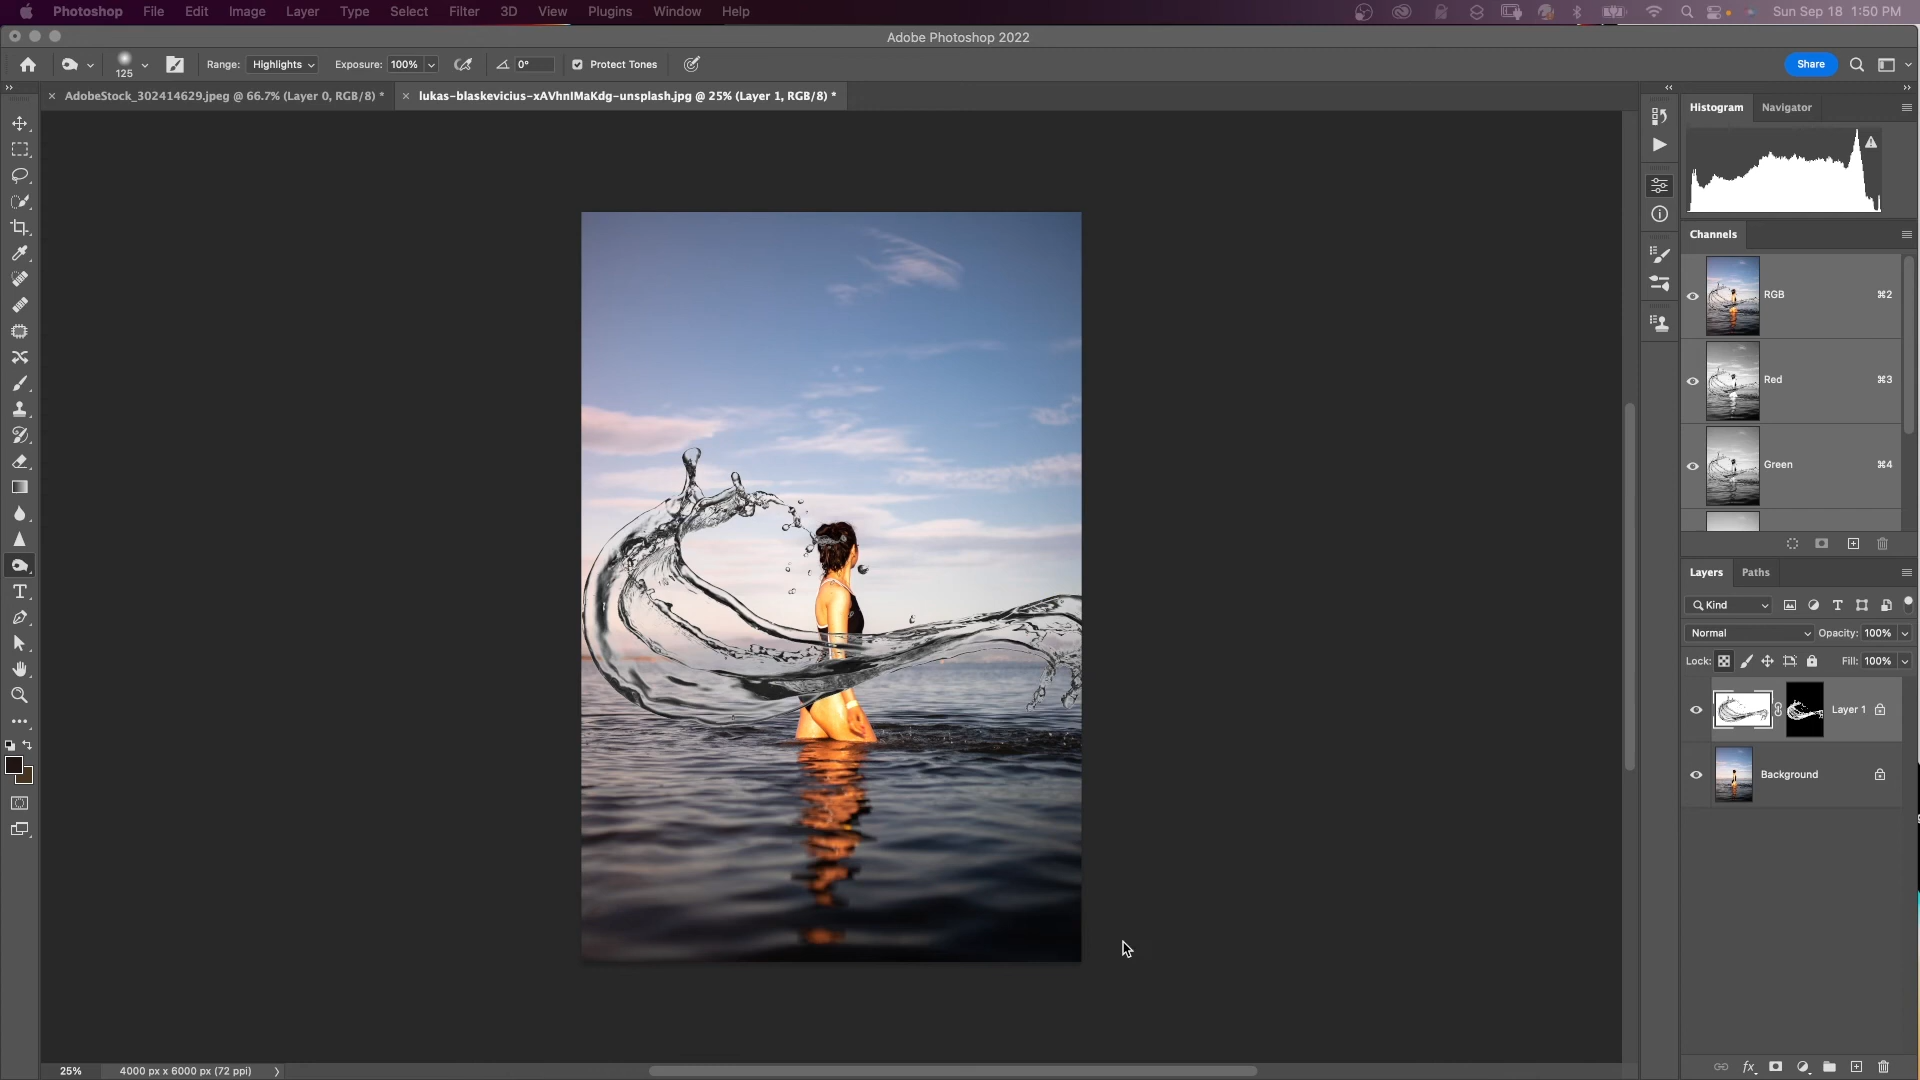 Photoshop File Edit Image Layer Type Select Filter 3D View Plugins Window Help Sun Sep 18 1:50 PM
Adobe Photoshop 2022
125 Range: Highlights Exposure: 100% 0° Protect Tones Share
AdobeStock_302414629.jpeg @ 66.7% (Layer 0, RGB/8) * lukas-blaskevicius-xAVhnIMaKdg-unsplash.jpg @ 25% (Layer 1, RGB/8) *
Histogram Navigator
Channels
RGB ⌘2
Red ⌘3
Green ⌘4
Layers Paths
Kind
Normal Opacity: 100%
Lock: Fill: 100%
Layer 1
Background
25% 4000 px x 6000 px (72 ppi)